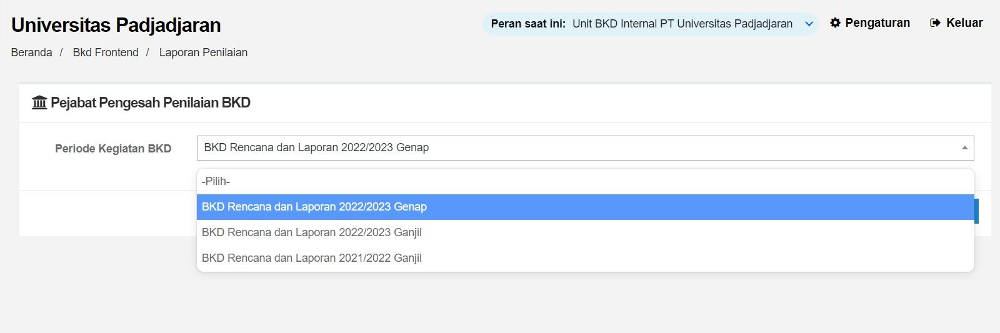 Universitas Padjadjaran
Peran saat ini: Unit BKD Internal PT Universitas Padjadjaran
Pengaturan
Keluar
Beranda / Bkd Frontend / Laporan Penilaian
Pejabat Pengesah Penilaian BKD
Periode Kegiatan BKD
BKD Rencana dan Laporan 2022/2023 Genap
-Pilih-
BKD Rencana dan Laporan 2022/2023 Genap
BKD Rencana dan Laporan 2022/2023 Ganjil
BKD Rencana dan Laporan 2021/2022 Ganjil